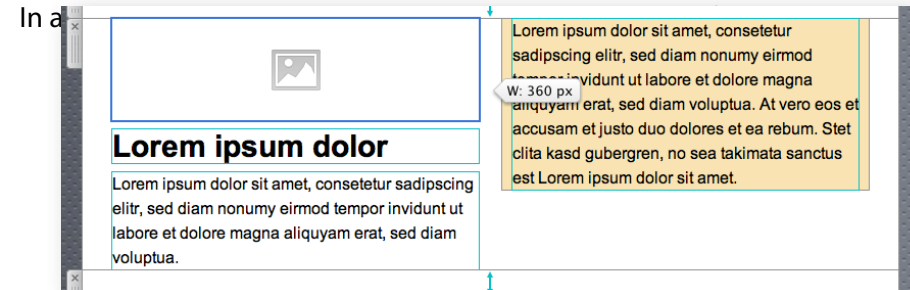 In a
Lorem ipsum dolor
Lorem ipsum dolor sit amet, consetetur sadipscing
elitr, sed diam nonumy eirmod tempor invidunt ut
labore et dolore magna aliquyam erat, sed diam
voluptua.
Lorem ipsum dolor sit amet, consetetur
sadipscing elitr, sed diam nonumy eirmod
tempor invidunt ut labore et dolore magna
W: 360 px
aliquyam erat, sed diam voluptua. At vero eos et
accusam et justo duo dolores et ea rebum. Stet
clita kasd gubergren, no sea takimata sanctus
est Lorem ipsum dolor sit amet.